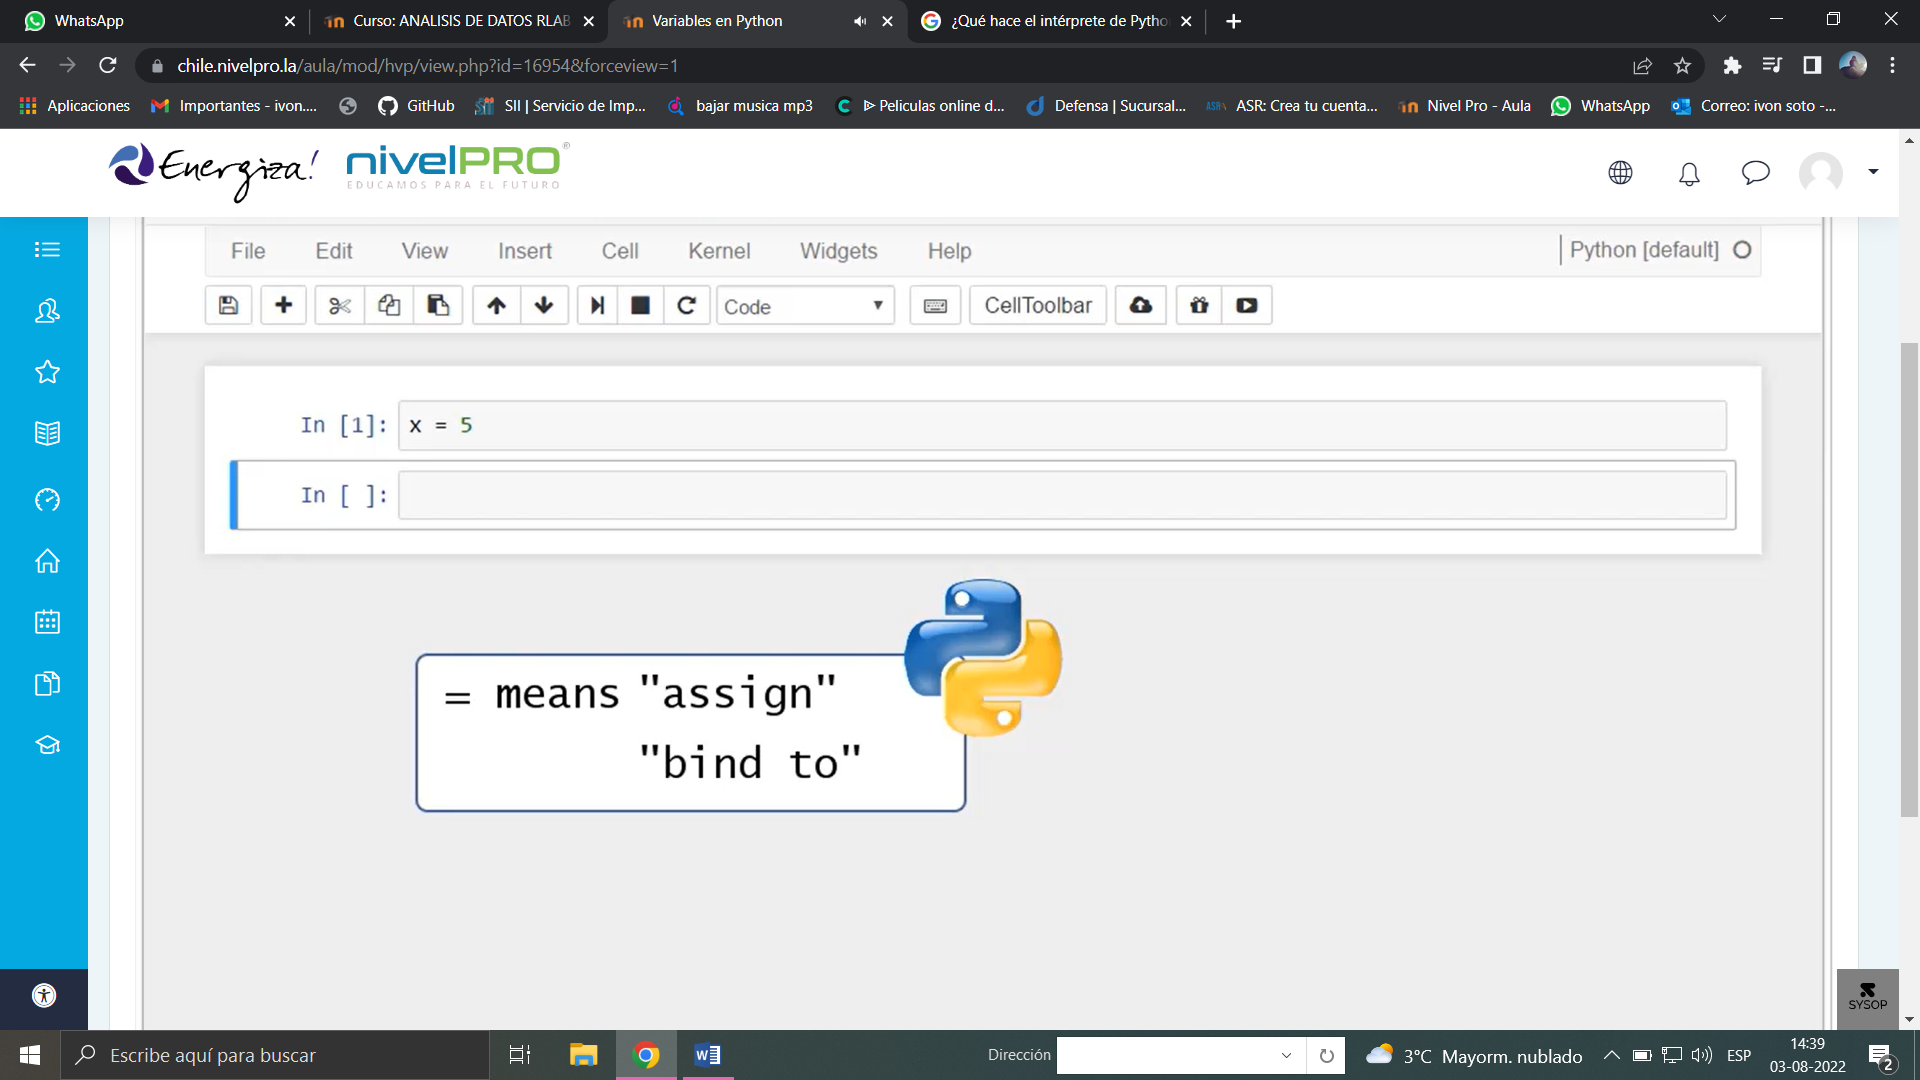 WhatsApp
Curso: ANALISIS DE DATOS RLAB
Variables en Python
¿Qué hace el intérprete de Pytho
chile.nivelpro.la/aula/mod/hvp/view.php?id=16954&forceview=1
Aplicaciones
Importantes - ivon....
GitHub
SII | Servicio de Imp...
bajar musica mp3
Peliculas online d...
Defensa | Sucursal...
ASR: Crea tu cuenta...
Nivel Pro - Aula
WhatsApp
Correo: ivon soto -...
Energiza!
nivelPRO®
EDUCAMOS PARA EL FUTURO
File Edit View Insert Cell Kernel Widgets Help
Python [default]
Code
CellToolbar
In [1]: x = 5
In [ ]:
= means "assign"
"bind to"
SYSOP
Escribe aquí para buscar
Dirección
3°C Mayorm. nublado
ESP
14:39
03-08-2022
2